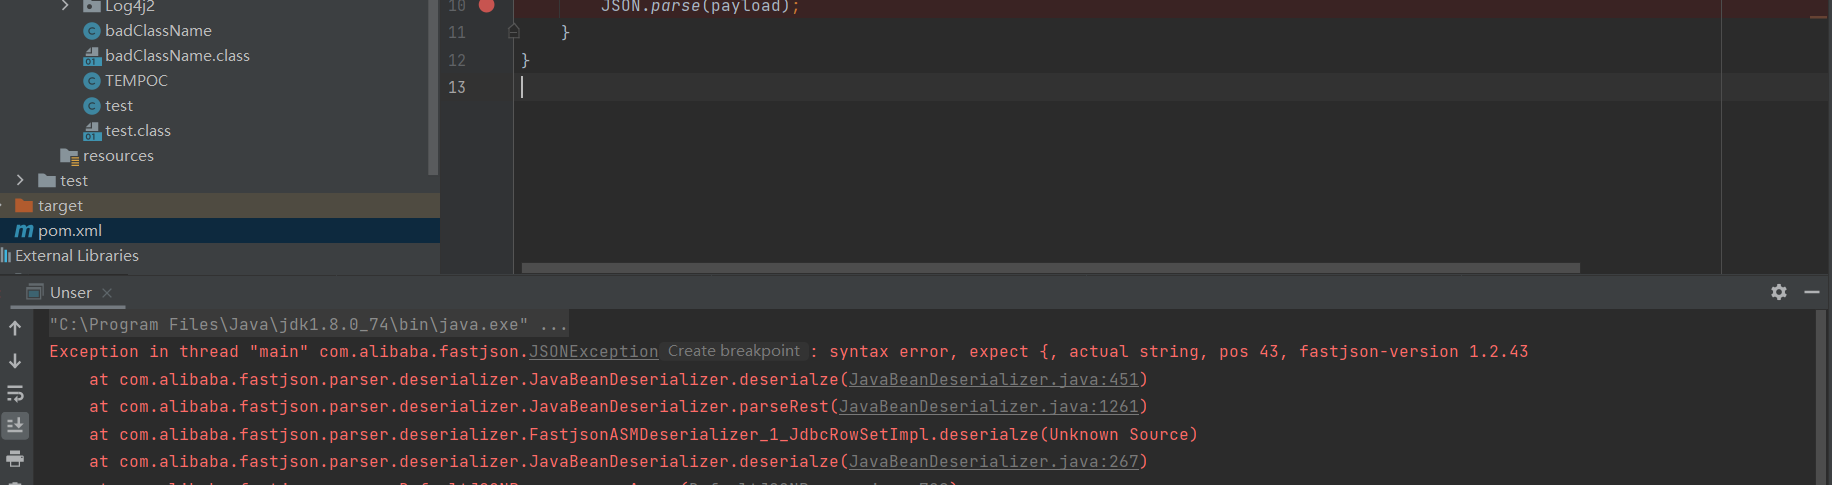 Log4j2
badClassName
badClassName.class
TEMPOC
test
test.class
resources
test
target
pom.xml
External Libraries
10 JSON.parse(payload);
11 }
12 }
13
Unser
"C:\Program Files\Java\jdk1.8.0_74\bin\java.exe" ...
Exception in thread "main" com.alibaba.fastjson.JSONException Create breakpoint : syntax error, expect {, actual string, pos 43, fastjson-version 1.2.43
at com.alibaba.fastjson.parser.deserializer.JavaBeanDeserializer.deserialze(JavaBeanDeserializer.java:451)
at com.alibaba.fastjson.parser.deserializer.JavaBeanDeserializer.parseRest(JavaBeanDeserializer.java:1261)
at com.alibaba.fastjson.parser.deserializer.FastjsonASMDeserializer_1_JdbcRowSetImpl.deserialze(Unknown Source)
at com.alibaba.fastjson.parser.deserializer.JavaBeanDeserializer.deserialze(JavaBeanDeserializer.java:267)